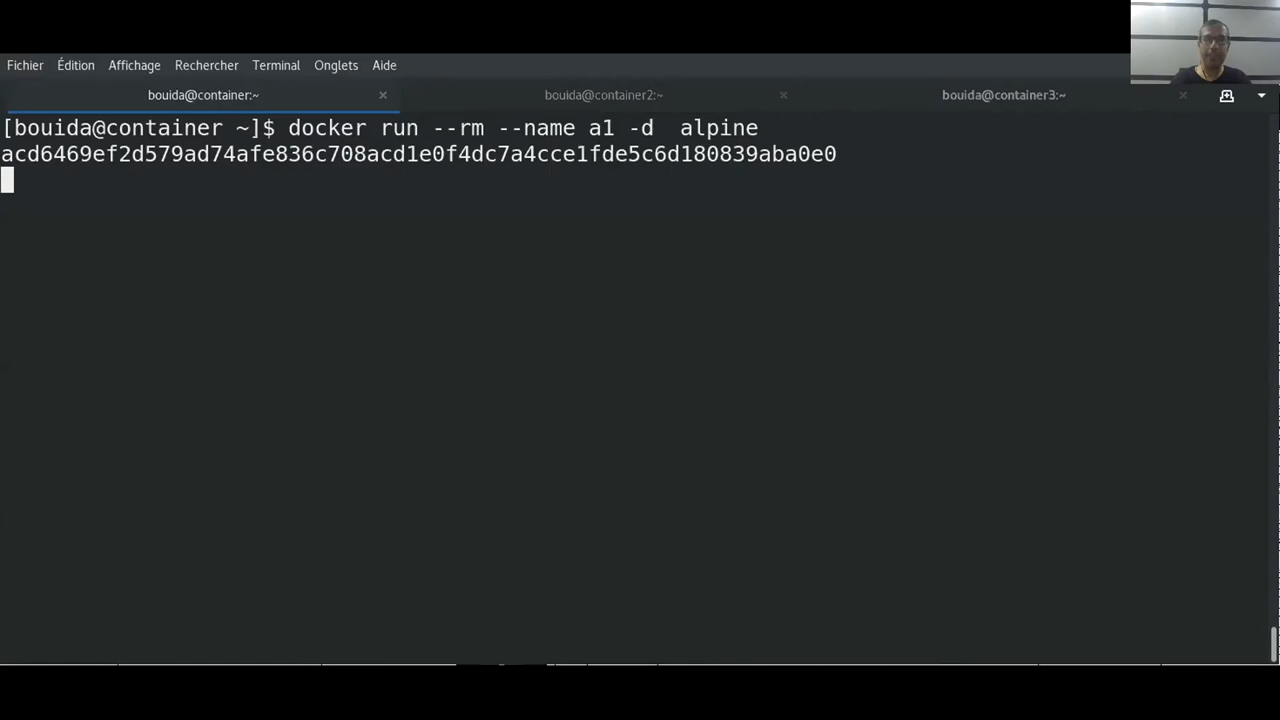 Fichier Édition Affichage Rechercher Terminal Onglets Aide
bouida@container:~ × bouida@container2:~ × bouida@container3:~ ×
[bouida@container ~]$ docker run --rm --name a1 -d  alpine
acd6469ef2d579ad74afe836c708acd1e0f4dc7a4cce1fde5c6d180839aba0e0